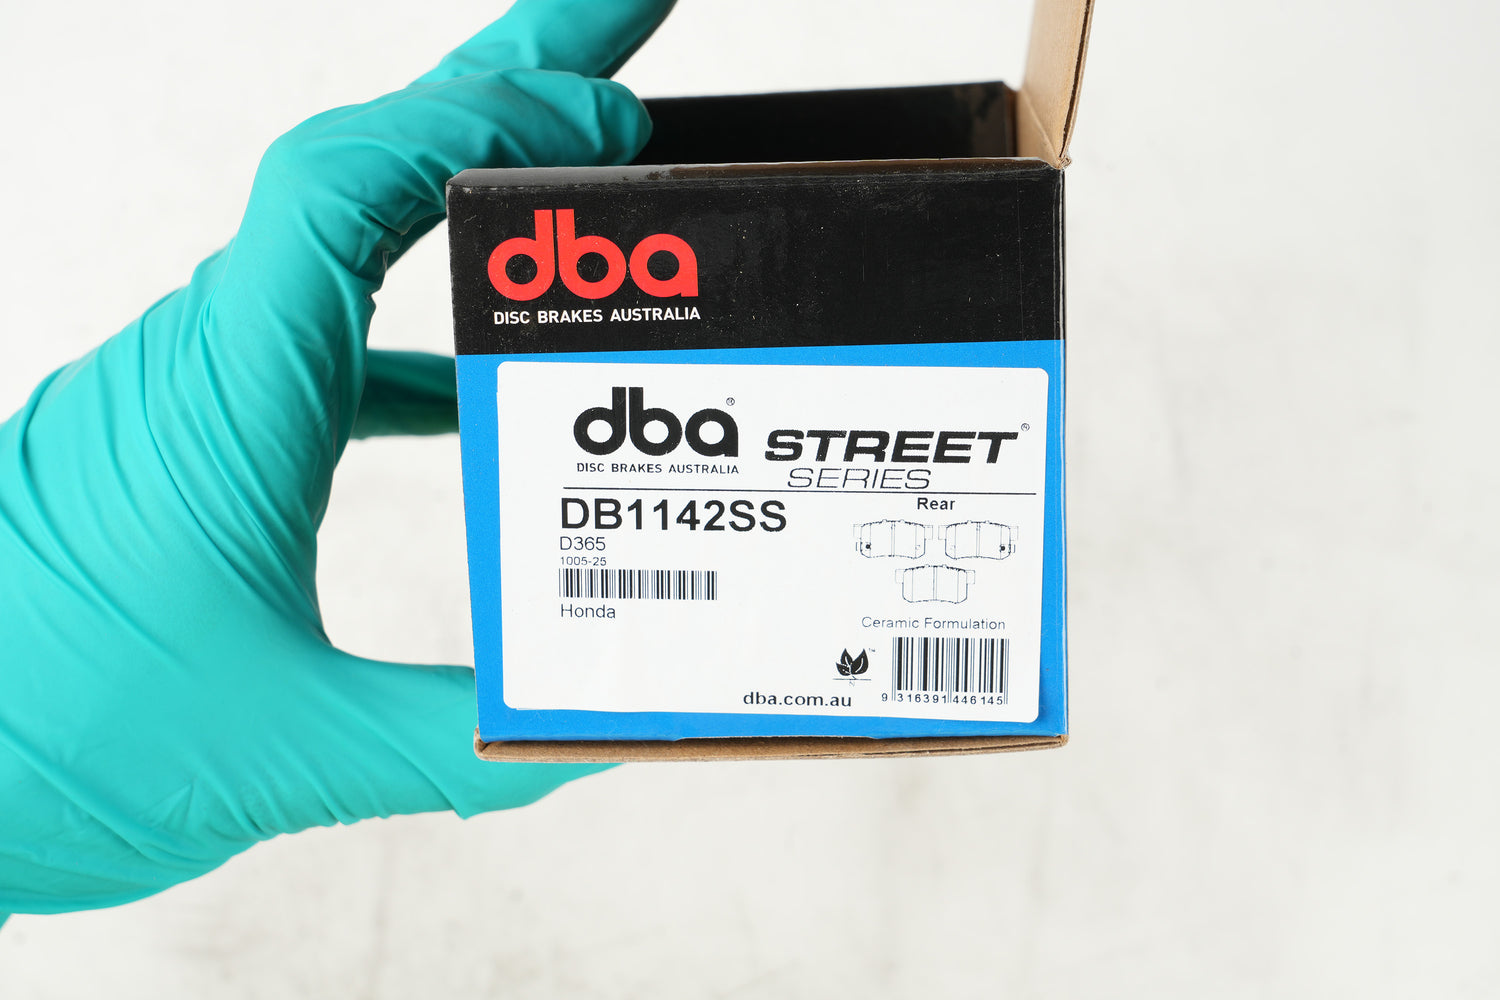 dba
DISC BRAKES AUSTRALIA
dba®
DISC BRAKES AUSTRALIA
STREET®
SERIES
DB1142SS
Rear
D365
1005-25
Honda
Ceramic Formulation
™
N
dba.com.au
9 316391 446145